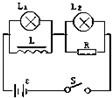 L₁ L₂
L R
ε S